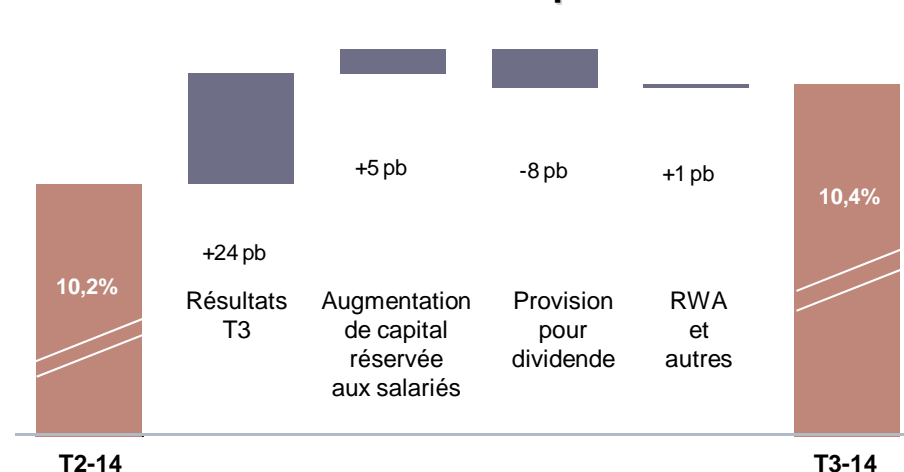 +5 pb
-8 pb
+1 pb
10,4%
+24 pb
10,2%
Résultats
T3
Augmentation
de capital
réservée
aux salariés
Provision
pour
dividende
RWA
et
autres
T2-14
T3-14